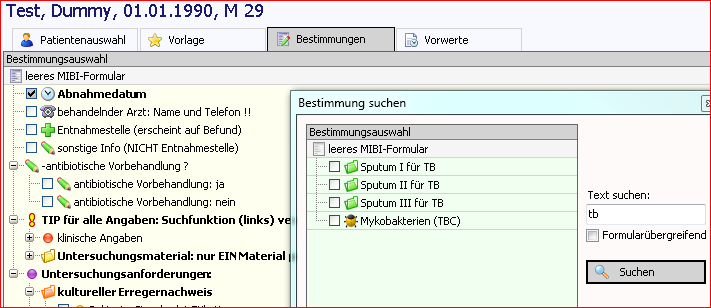 Test, Dummy, 01.01.1990, M 29
Patientenauswahl
Vorlage
Bestimmungen
Vorwerte
Bestimmungsauswahl
leeres MIBI-Formular
Abnahmedatum
behandelnder Arzt: Name und Telefon !!
Entnahmestelle (erscheint auf Befund)
sonstige Info (NICHT Entnahmestelle)
-antibiotische Vorbehandlung ?
antibiotische Vorbehandlung: ja
antibiotische Vorbehandlung: nein
TIP für alle Angaben: Suchfunktion (links) ve
klinische Angaben
Untersuchungsmaterial: nur EIN Material
Untersuchungsanforderungen:
kultureller Erregernachweis
Bestimmung suchen
Bestimmungsauswahl
leeres MIBI-Formular
Sputum I für TB
Sputum II für TB
Sputum III für TB
Mykobakterien (TBC)
Text suchen:
tb
Formularübergreifend
Suchen